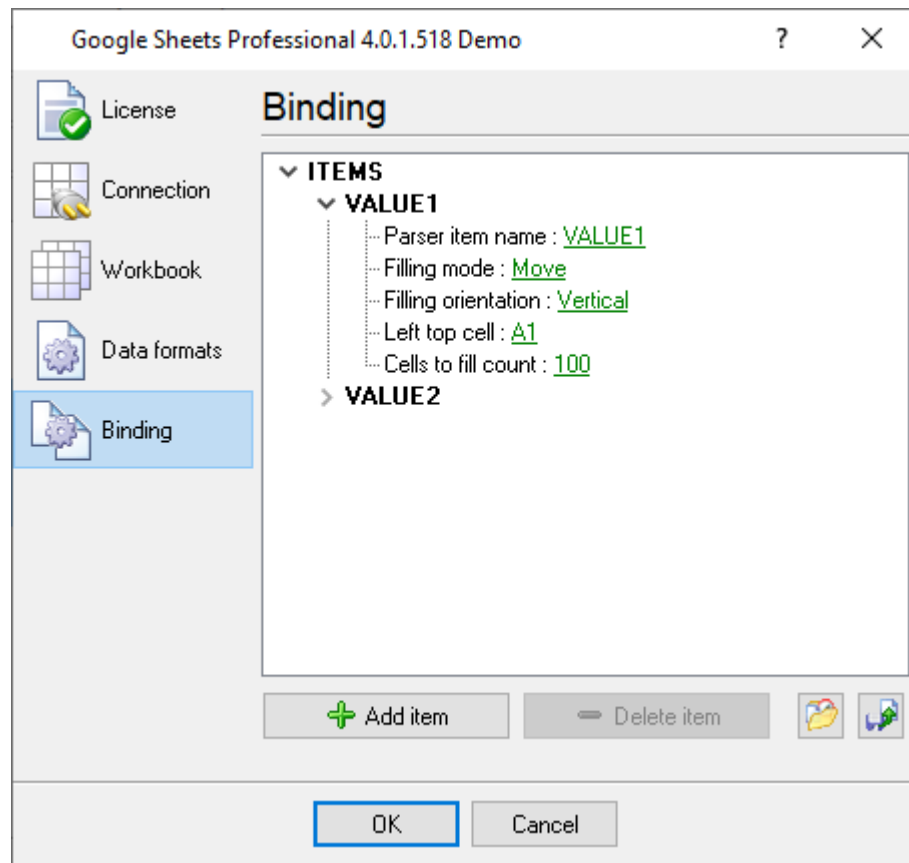 Google Sheets Professional 4.0.1.518 Demo ?
License
Connection
Workbook
Data formats
Binding
Binding
ITEMS
VALUE1
Parser item name : VALUE1
Filling mode : Move
Filling orientation : Vertical
Left top cell : A1
Cells to fill count : 100
VALUE2
Add item Delete item
OK Cancel